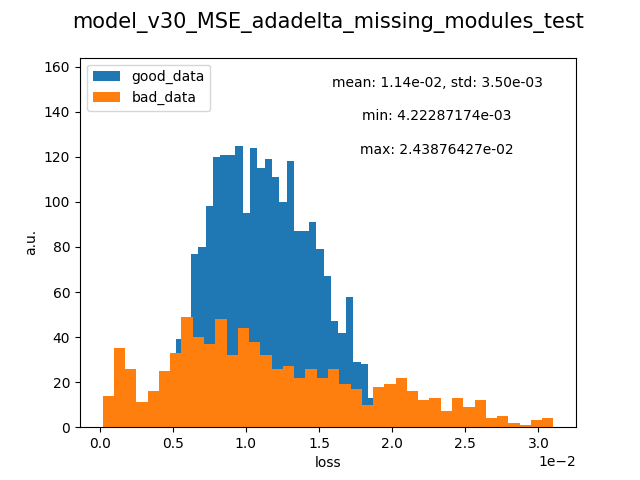 model_v30_MSE_adadelta_missing_modules_test
good_data
bad_data
mean: 1.14e-02, std: 3.50e-03
min: 4.22287174e-03
max: 2.43876427e-02
a.u.
160
140
120
100
80
60
40
20
0
0.0 0.5 1.0 1.5 2.0 2.5 3.0
1e−2
loss